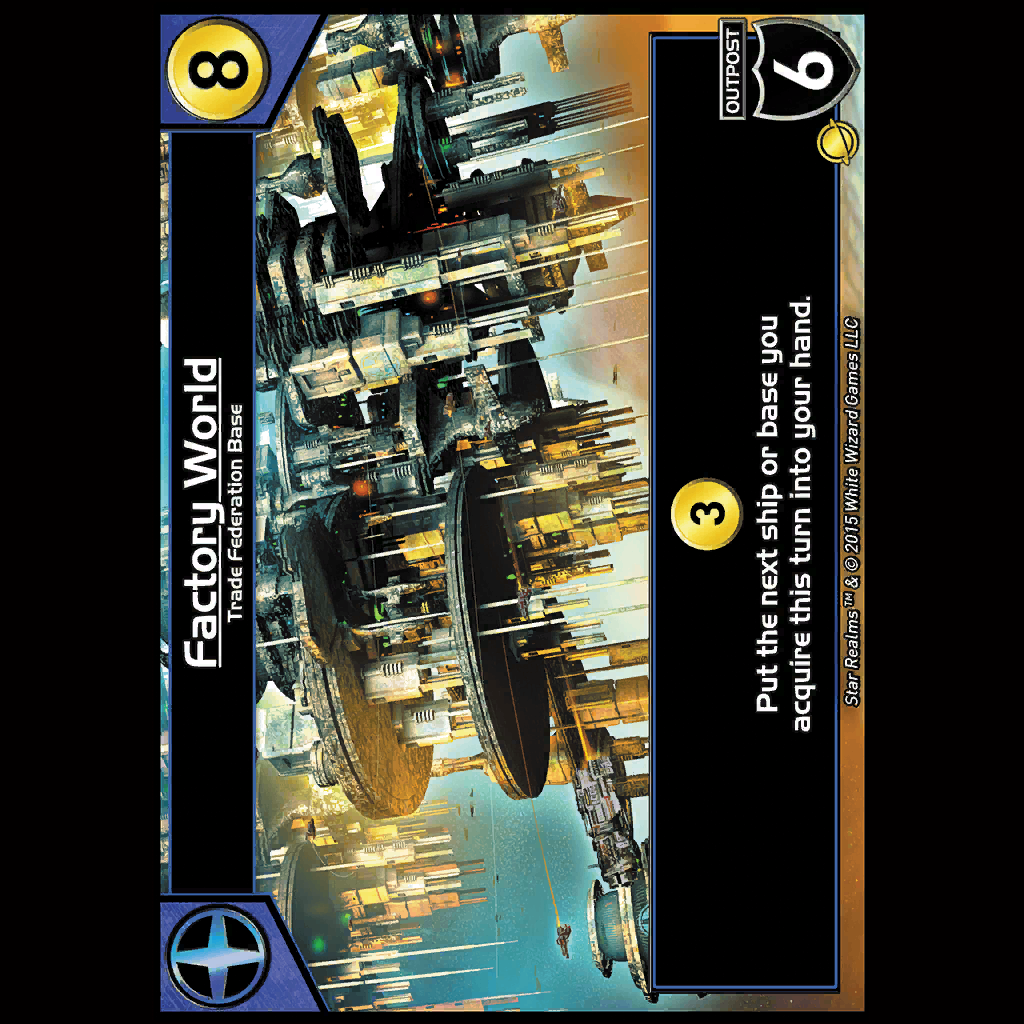 Factory World
8
Trade Federation Base
3
Put the next ship or base you
acquire this turn into your hand.
OUTPOST
6
Star Realms™ & © 2015 White Wizard Games LLC